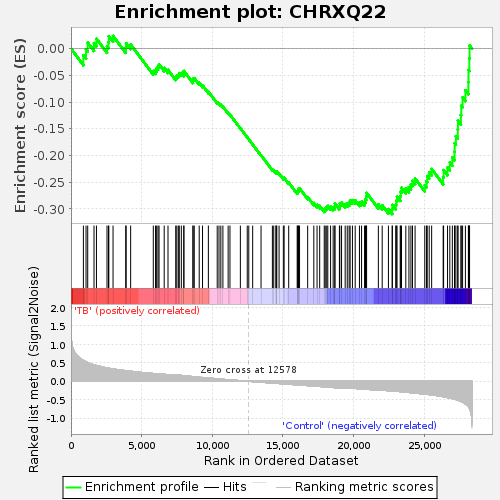 Enrichment plot: CHRXQ22
Enrichment score (ES)
0.00
-0.05
-0.10
-0.15
-0.20
-0.25
-0.30
Ranked list metric (Signal2Noise)
'TB' (positively correlated)
2.0
1.5
1.0
0.5
0.0
-0.5
-1.0
Zero cross at 12578
'Control' (negatively correlated)
0
5,000
10,000
15,000
20,000
25,000
Rank in Ordered Dataset
Enrichment profile
Hits
Ranking metric scores